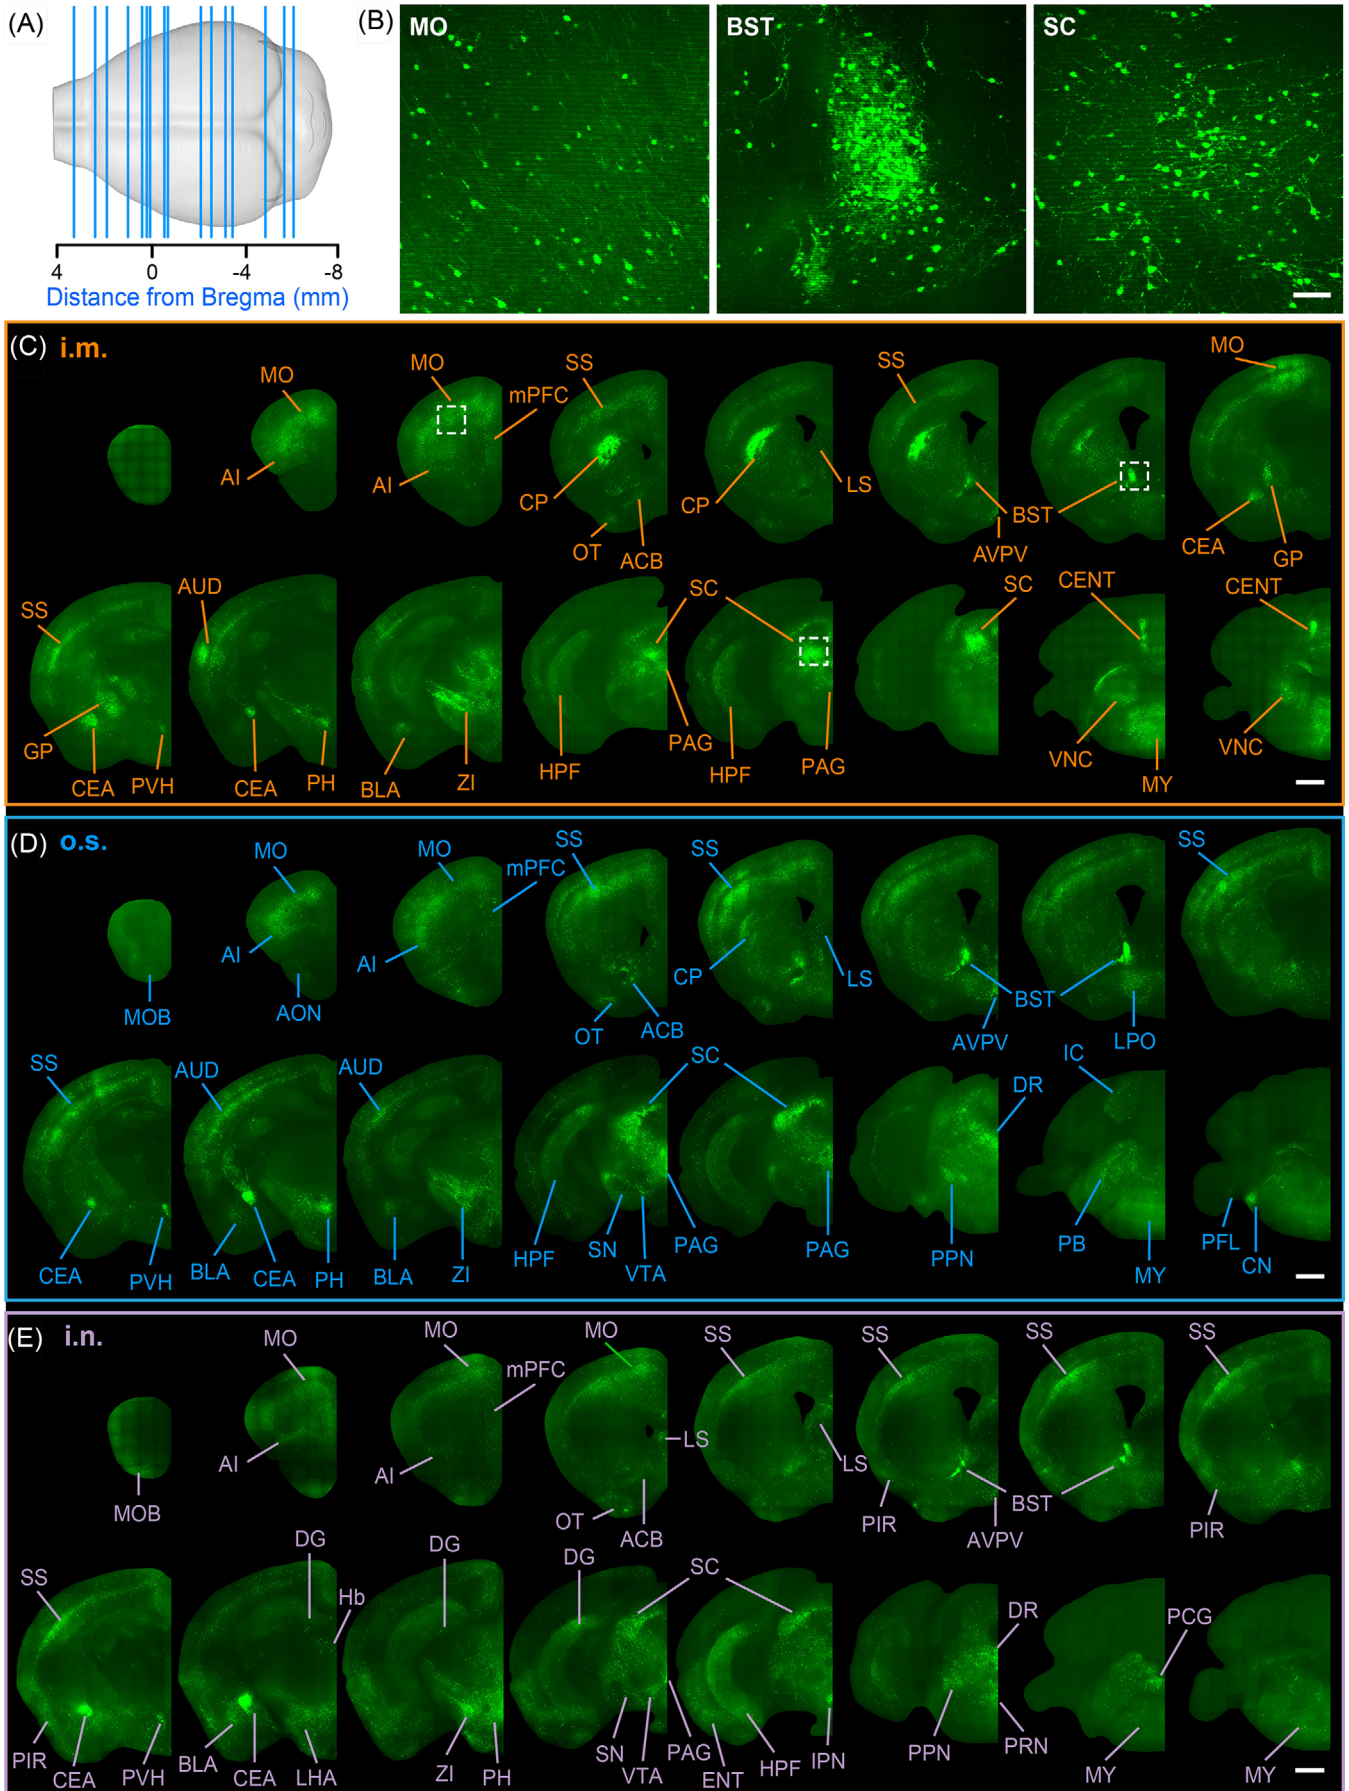 (A)
4 0 -4 -8
Distance from Bregma (mm)
(B) MO BST SC
(C) i.m.
MO MO mPFC SS SS MO
AI AI CP CP LS BST
OT ACB AVPV CEA GP
SS AUD SC SC CENT CENT
GP CEA PVH CEA PH BLA ZI HPF PAG HPF PAG VNC MY VNC
(D) o.s.
MO MO mPFC SS SS SS
AI AI CP LS BST
MOB AON OT ACB AVPV LPO
SS AUD AUD SC DR IC
CEA PVH BLA CEA PH BLA ZI HPF SN VTA PAG PAG PPN PB MY PFL CN
(E) i.n.
MO MO mPFC MO SS SS SS SS
AI AI LS LS BST
MOB OT ACB PIR AVPV PIR
SS DG Hb DG DG SC DR PCG
PIR CEA PVH BLA CEA LHA ZI PH SN VTA PAG ENT HPF IPN PPN PRN MY MY